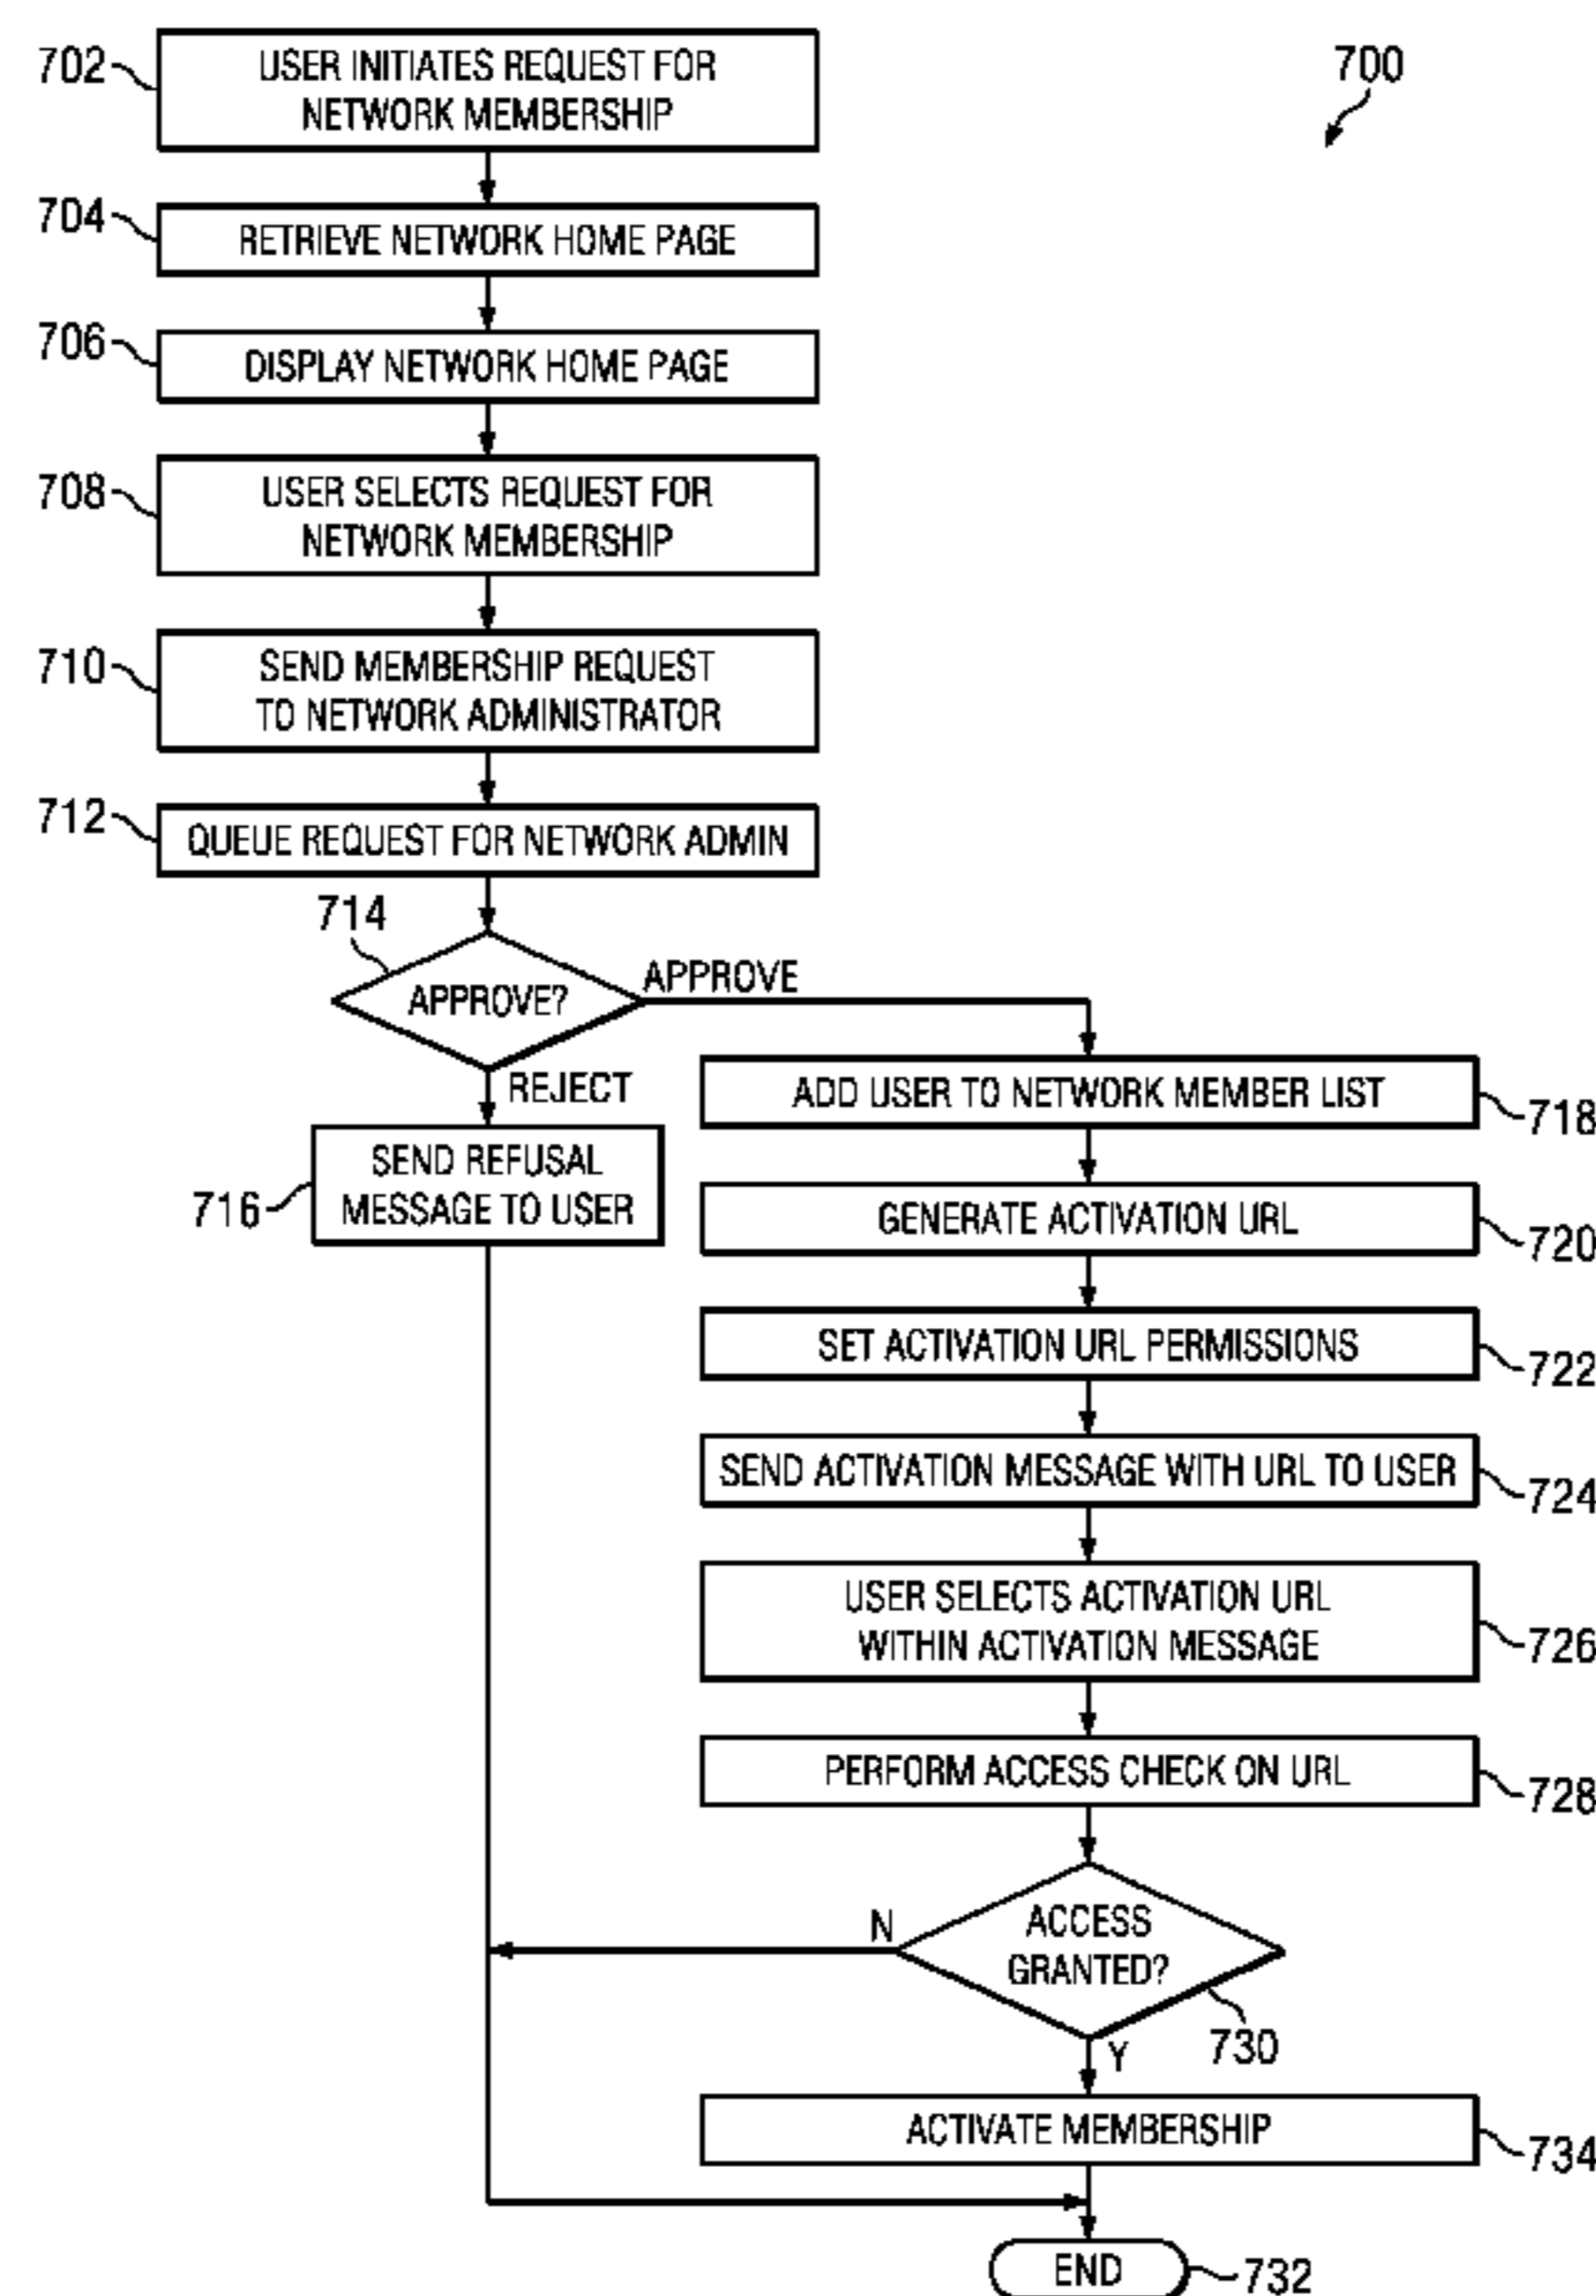 700
702
USER INITIATES REQUEST FOR
NETWORK MEMBERSHIP
704
RETRIEVE NETWORK HOME PAGE
706
DISPLAY NETWORK HOME PAGE
708
USER SELECTS REQUEST FOR
NETWORK MEMBERSHIP
710
SEND MEMBERSHIP REQUEST
TO NETWORK ADMINISTRATOR
712
QUEUE REQUEST FOR NETWORK ADMIN
714
APPROVE?
APPROVE
REJECT
716
SEND REFUSAL
MESSAGE TO USER
ADD USER TO NETWORK MEMBER LIST
718
GENERATE ACTIVATION URL
720
SET ACTIVATION URL PERMISSIONS
722
SEND ACTIVATION MESSAGE WITH URL TO USER
724
USER SELECTS ACTIVATION URL
WITHIN ACTIVATION MESSAGE
726
PERFORM ACCESS CHECK ON URL
728
N
ACCESS
GRANTED?
730
Y
ACTIVATE MEMBERSHIP
734
END
732